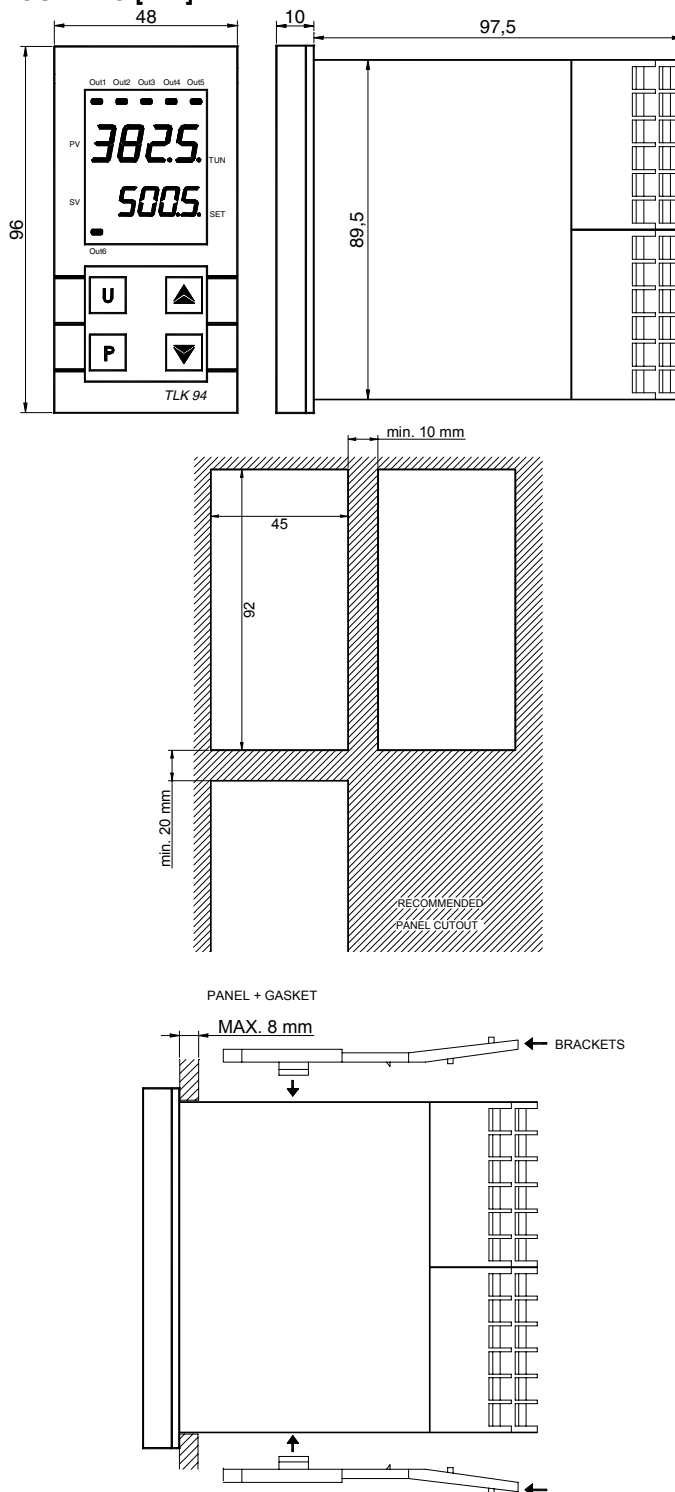 48
10
97,5
Out1 Out2 Out3 Out4 Out5
PV
382.5.
TUN
SV
500.5.
SET
Out6
96
89,5
U
P
TLK 94
min. 10 mm
45
92
min. 20 mm
RECOMMENDED
PANEL CUTOUT
PANEL + GASKET
MAX. 8 mm
BRACKETS